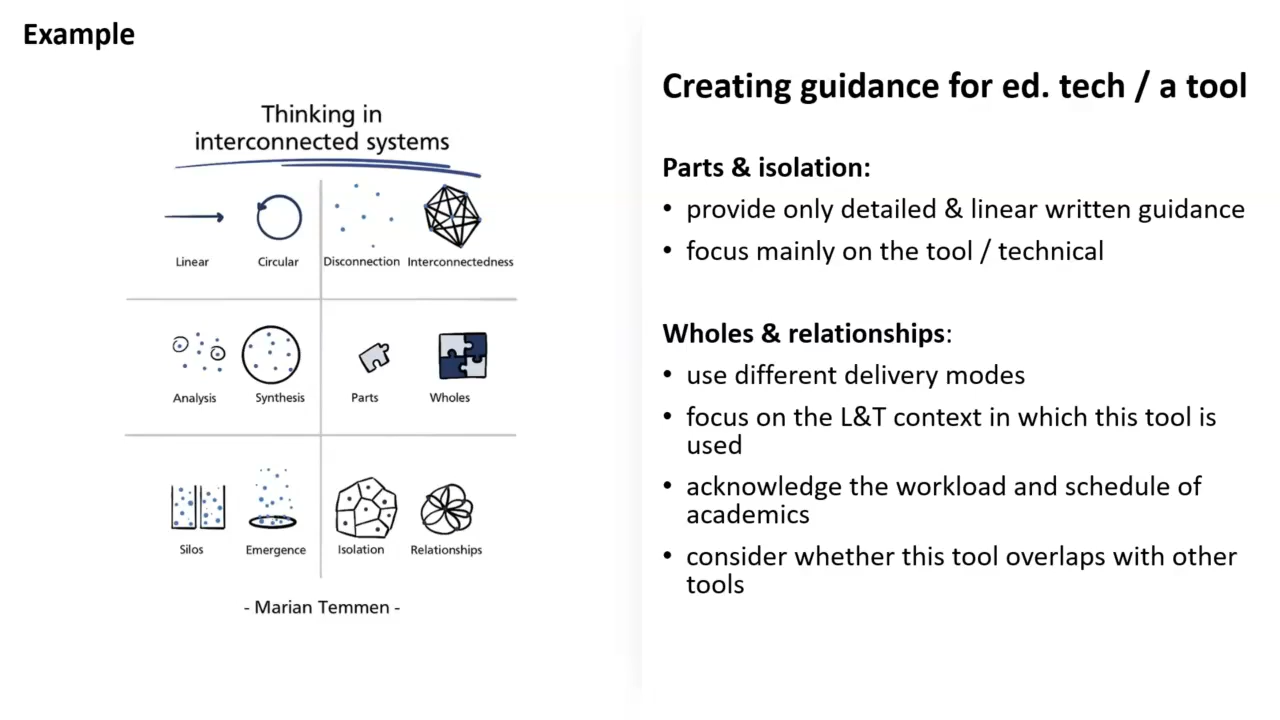 Example
Thinking in
interconnected systems
Linear
Circular
Disconnection
Interconnectedness
Analysis
Synthesis
Parts
Wholes
Silos
Emergence
Isolation
Relationships
- Marian Temmen -
Creating guidance for ed. tech / a tool
Parts & isolation:
• provide only detailed & linear written guidance
• focus mainly on the tool / technical
Wholes & relationships:
• use different delivery modes
• focus on the L&T context in which this tool is
used
• acknowledge the workload and schedule of
academics
• consider whether this tool overlaps with other
tools